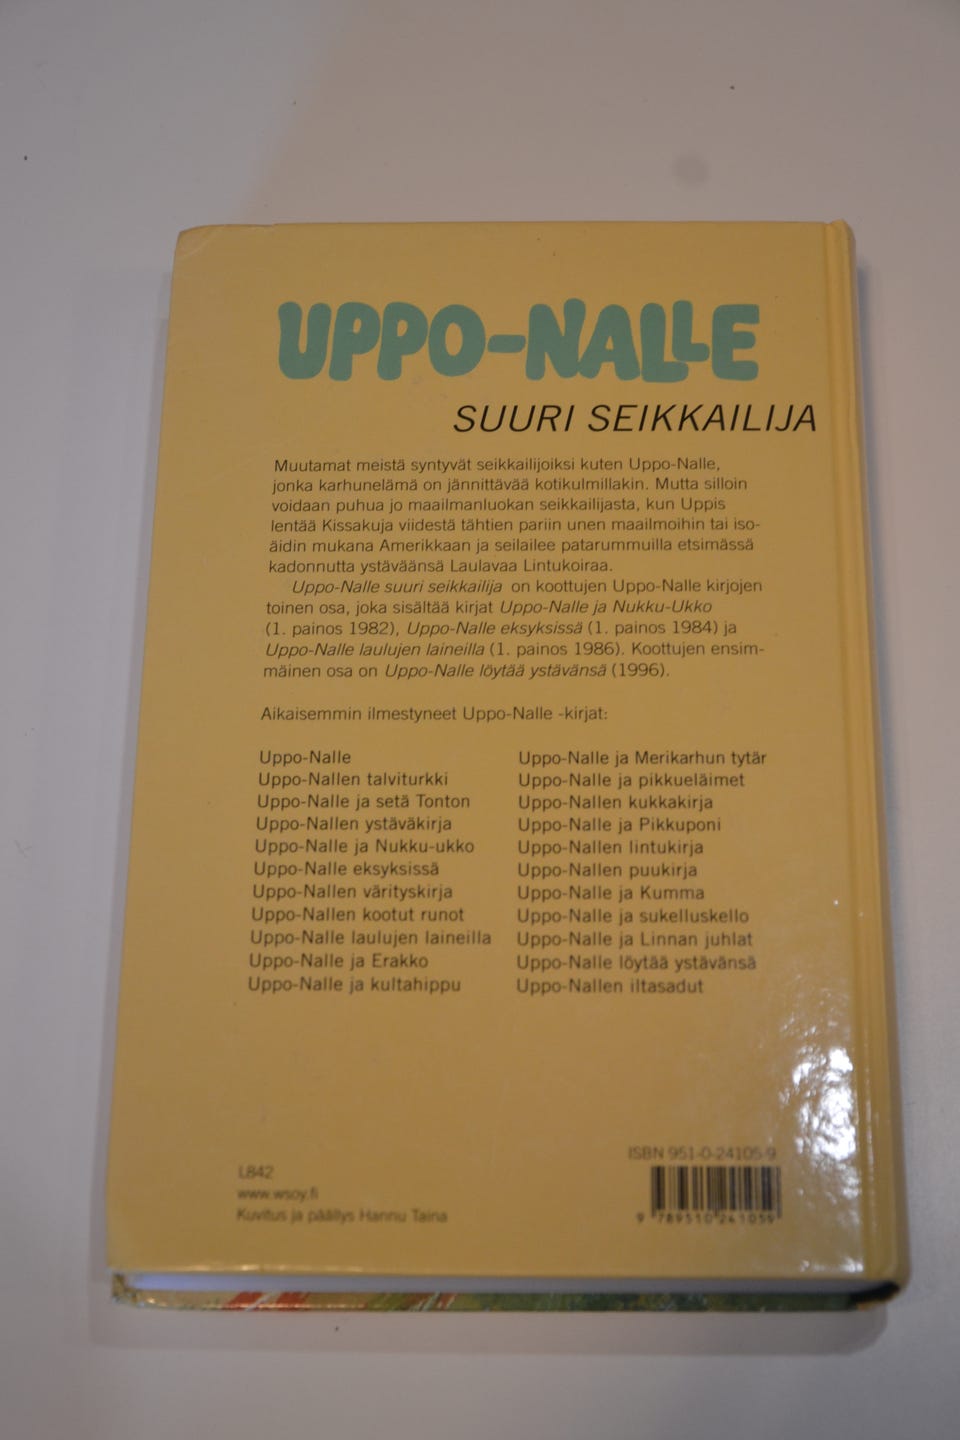 UPPO-NALLE
SUURI SEIKKAILIJA
Muutamat meistä syntyvät seikkailijoiksi kuten Uppo-Nalle,
jonka karhunelämä on jännittävää kotikulmillakin. Mutta silloin
voidaan puhua jo maailmanluokan seikkailijasta, kun Uppis
lentää Kissakuja viidestä tähtien pariin unen maailmoihin tai iso-
äidin mukana Amerikkaan ja seilailee patarummuilla etsimässä
kadonnutta ystäväänsä Laulavaa Lintukoiraa.
Uppo-Nalle suuri seikkailija on koottujen Uppo-Nalle kirjojen
toinen osa, joka sisältää kirjat Uppo-Nalle ja Nukku-Ukko
(1. painos 1982), Uppo-Nalle eksyksissä (1. painos 1984) ja
Uppo-Nalle laulujen laineilla (1. painos 1986). Koottujen ensim-
mäinen osa on Uppo-Nalle löytää ystävänsä (1996).
Aikaisemmin ilmestyneet Uppo-Nalle -kirjat:
Uppo-Nalle
Uppo-Nallen talviturkki
Uppo-Nalle ja setä Tonton
Uppo-Nallen ystäväkirja
Uppo-Nalle ja Nukku-ukko
Uppo-Nalle eksyksissä
Uppo-Nallen värityskirja
Uppo-Nallen kootut runot
Uppo-Nalle laulujen laineilla
Uppo-Nalle ja Erakko
Uppo-Nalle ja kultahippu
Uppo-Nalle ja Merikarhun tytär
Uppo-Nalle ja pikkueläimet
Uppo-Nallen kukkakirja
Uppo-Nalle ja Pikkuponi
Uppo-Nallen lintukirja
Uppo-Nallen puukirja
Uppo-Nalle ja Kumma
Uppo-Nalle ja sukelluskello
Uppo-Nalle ja Linnan juhlat
Uppo-Nalle löytää ystävänsä
Uppo-Nallen iltasadut
L842
www.wsoy.fi
Kuvitus ja päällys Hannu Taina
ISBN 951-0-24105-9
9 789510 241059